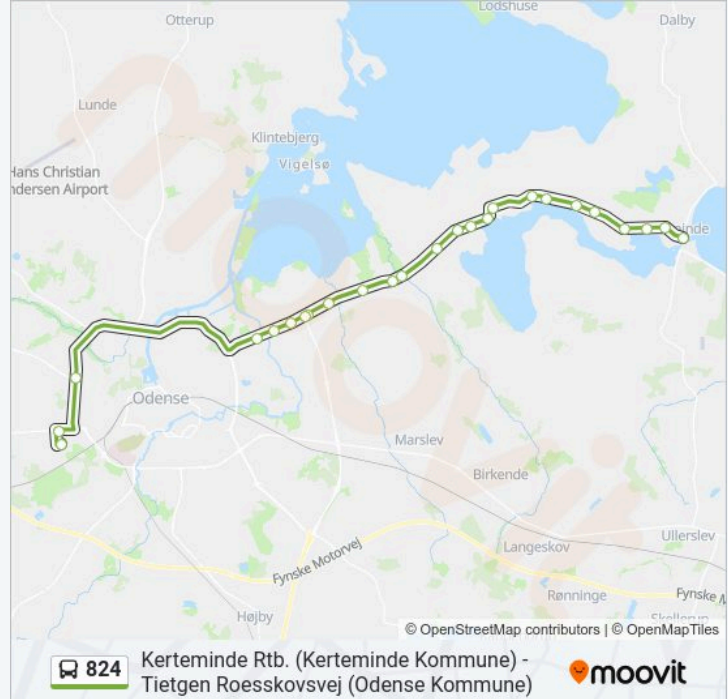 Otterup
Lodshuse
Dalby
Lunde
Klintebjerg
Vigelsø
Hans Christian
ndersen Airport
inde
Odense
Marslev
Birkende
Ullerslev
Langeskov
Fynske Motorvej
Rønninge
Fynske M
Skellerup
Højby
© OpenStreetMap contributors | © OpenMapTiles
824
Kerteminde Rtb. (Kerteminde Kommune) -
Tietgen Roesskovsvej (Odense Kommune)
moovit